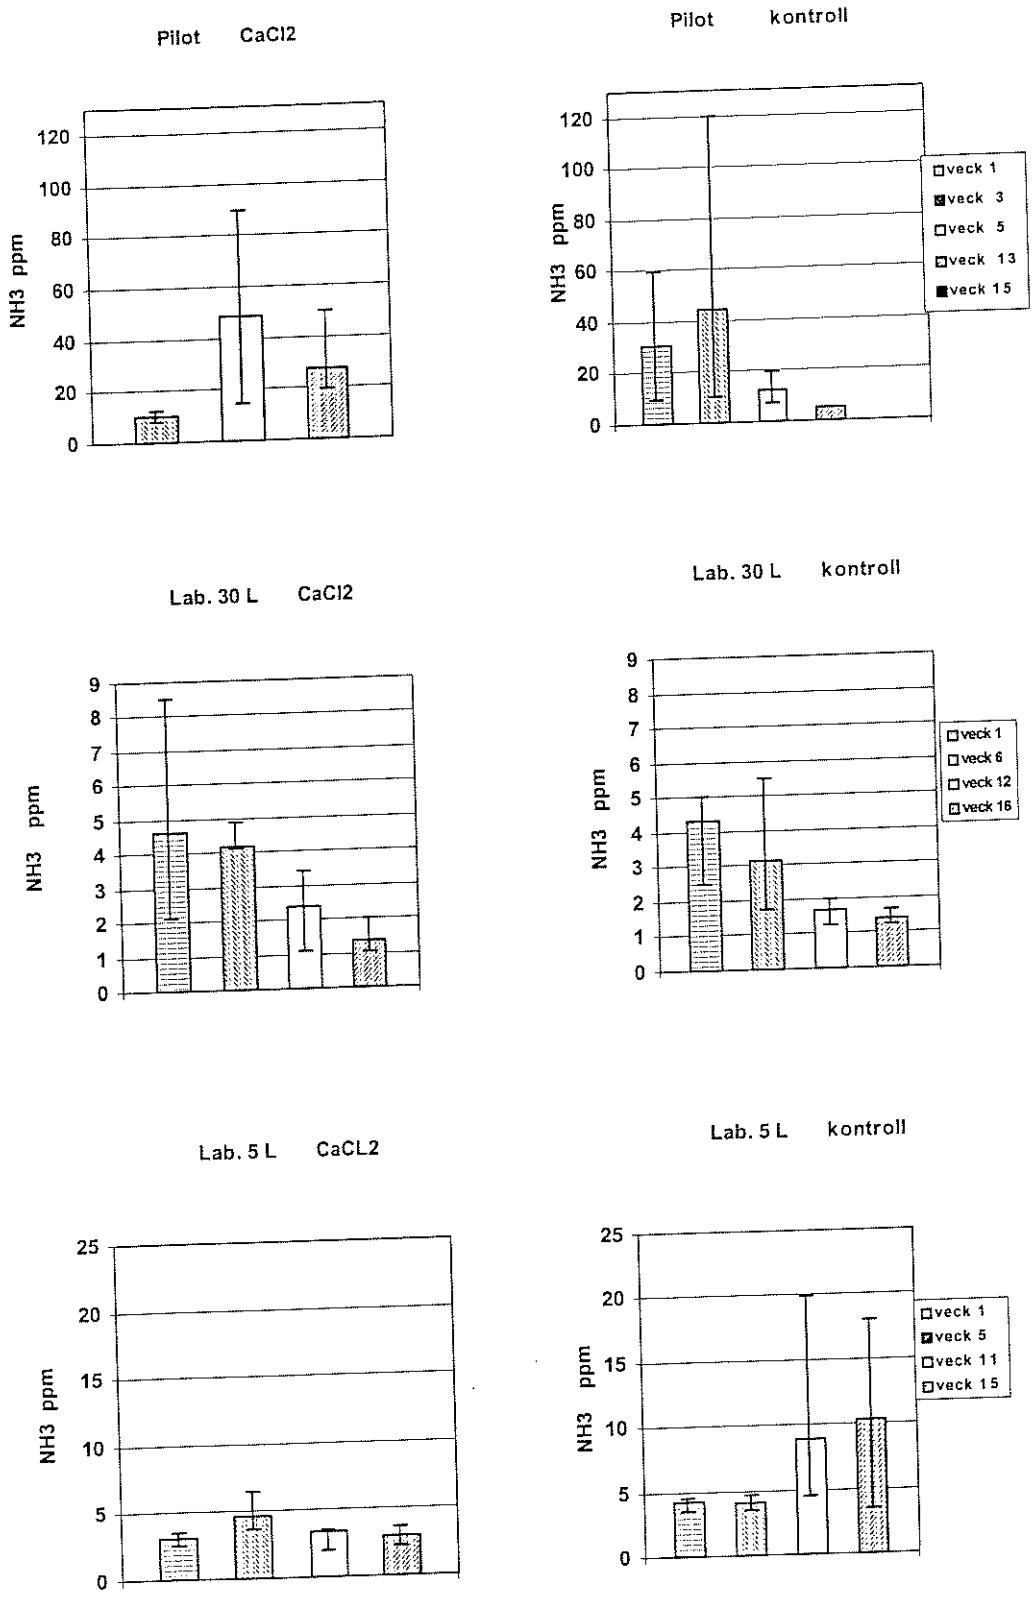 Pilot CaCl2
NH3 ppm
120
100
80
60
40
20
0
Pilot kontroll
NH3 ppm
120
100
80
60
40
20
0
veck 1
veck 3
veck 5
veck 13
veck 15
Lab. 30 L CaCl2
NH3 ppm
9
8
7
6
5
4
3
2
1
0
Lab. 30 L kontroll
NH3 ppm
9
8
7
6
5
4
3
2
1
0
veck 1
veck 6
veck 12
veck 16
Lab. 5 L CaCL2
NH3 ppm
25
20
15
10
5
0
Lab. 5 L kontroll
NH3 ppm
25
20
15
10
5
0
veck 1
veck 5
veck 11
veck 15